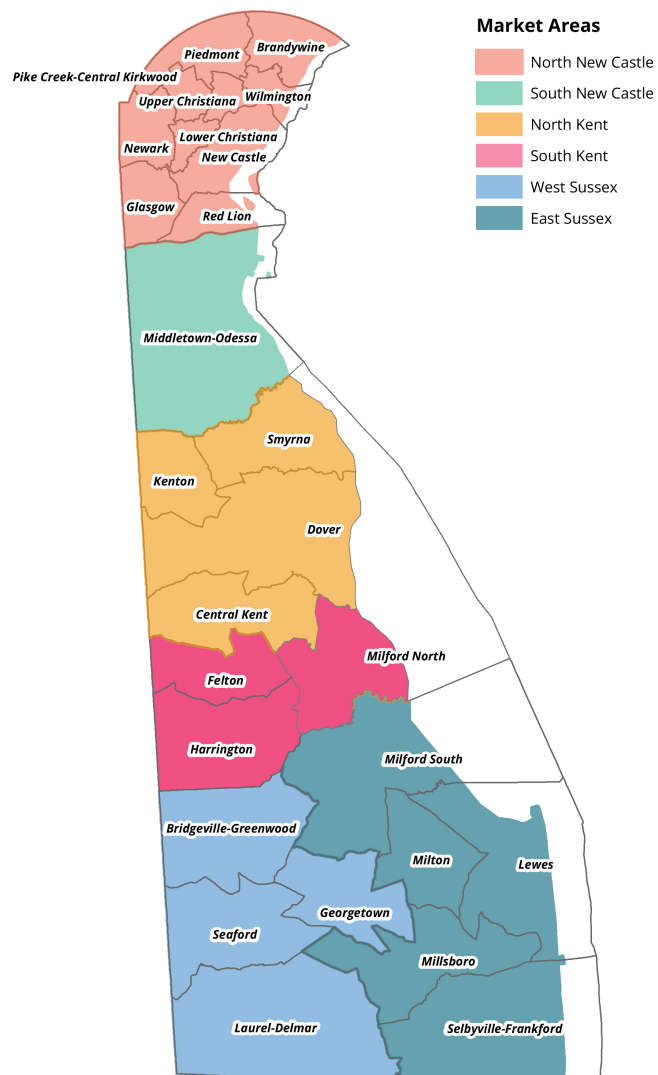 Market Areas
North New Castle
South New Castle
North Kent
South Kent
West Sussex
East Sussex
Brandywine
Piedmont
Pike Creek-Central Kirkwood
Upper Christiana
Wilmington
Lower Christiana
Newark
New Castle
Glasgow
Red Lion
Middletown-Odessa
Smyrna
Kenton
Dover
Central Kent
Milford North
Felton
Harrington
Milford South
Bridgeville-Greenwood
Milton
Lewes
Georgetown
Seaford
Millsboro
Laurel-Delmar
Selbyville-Frankford